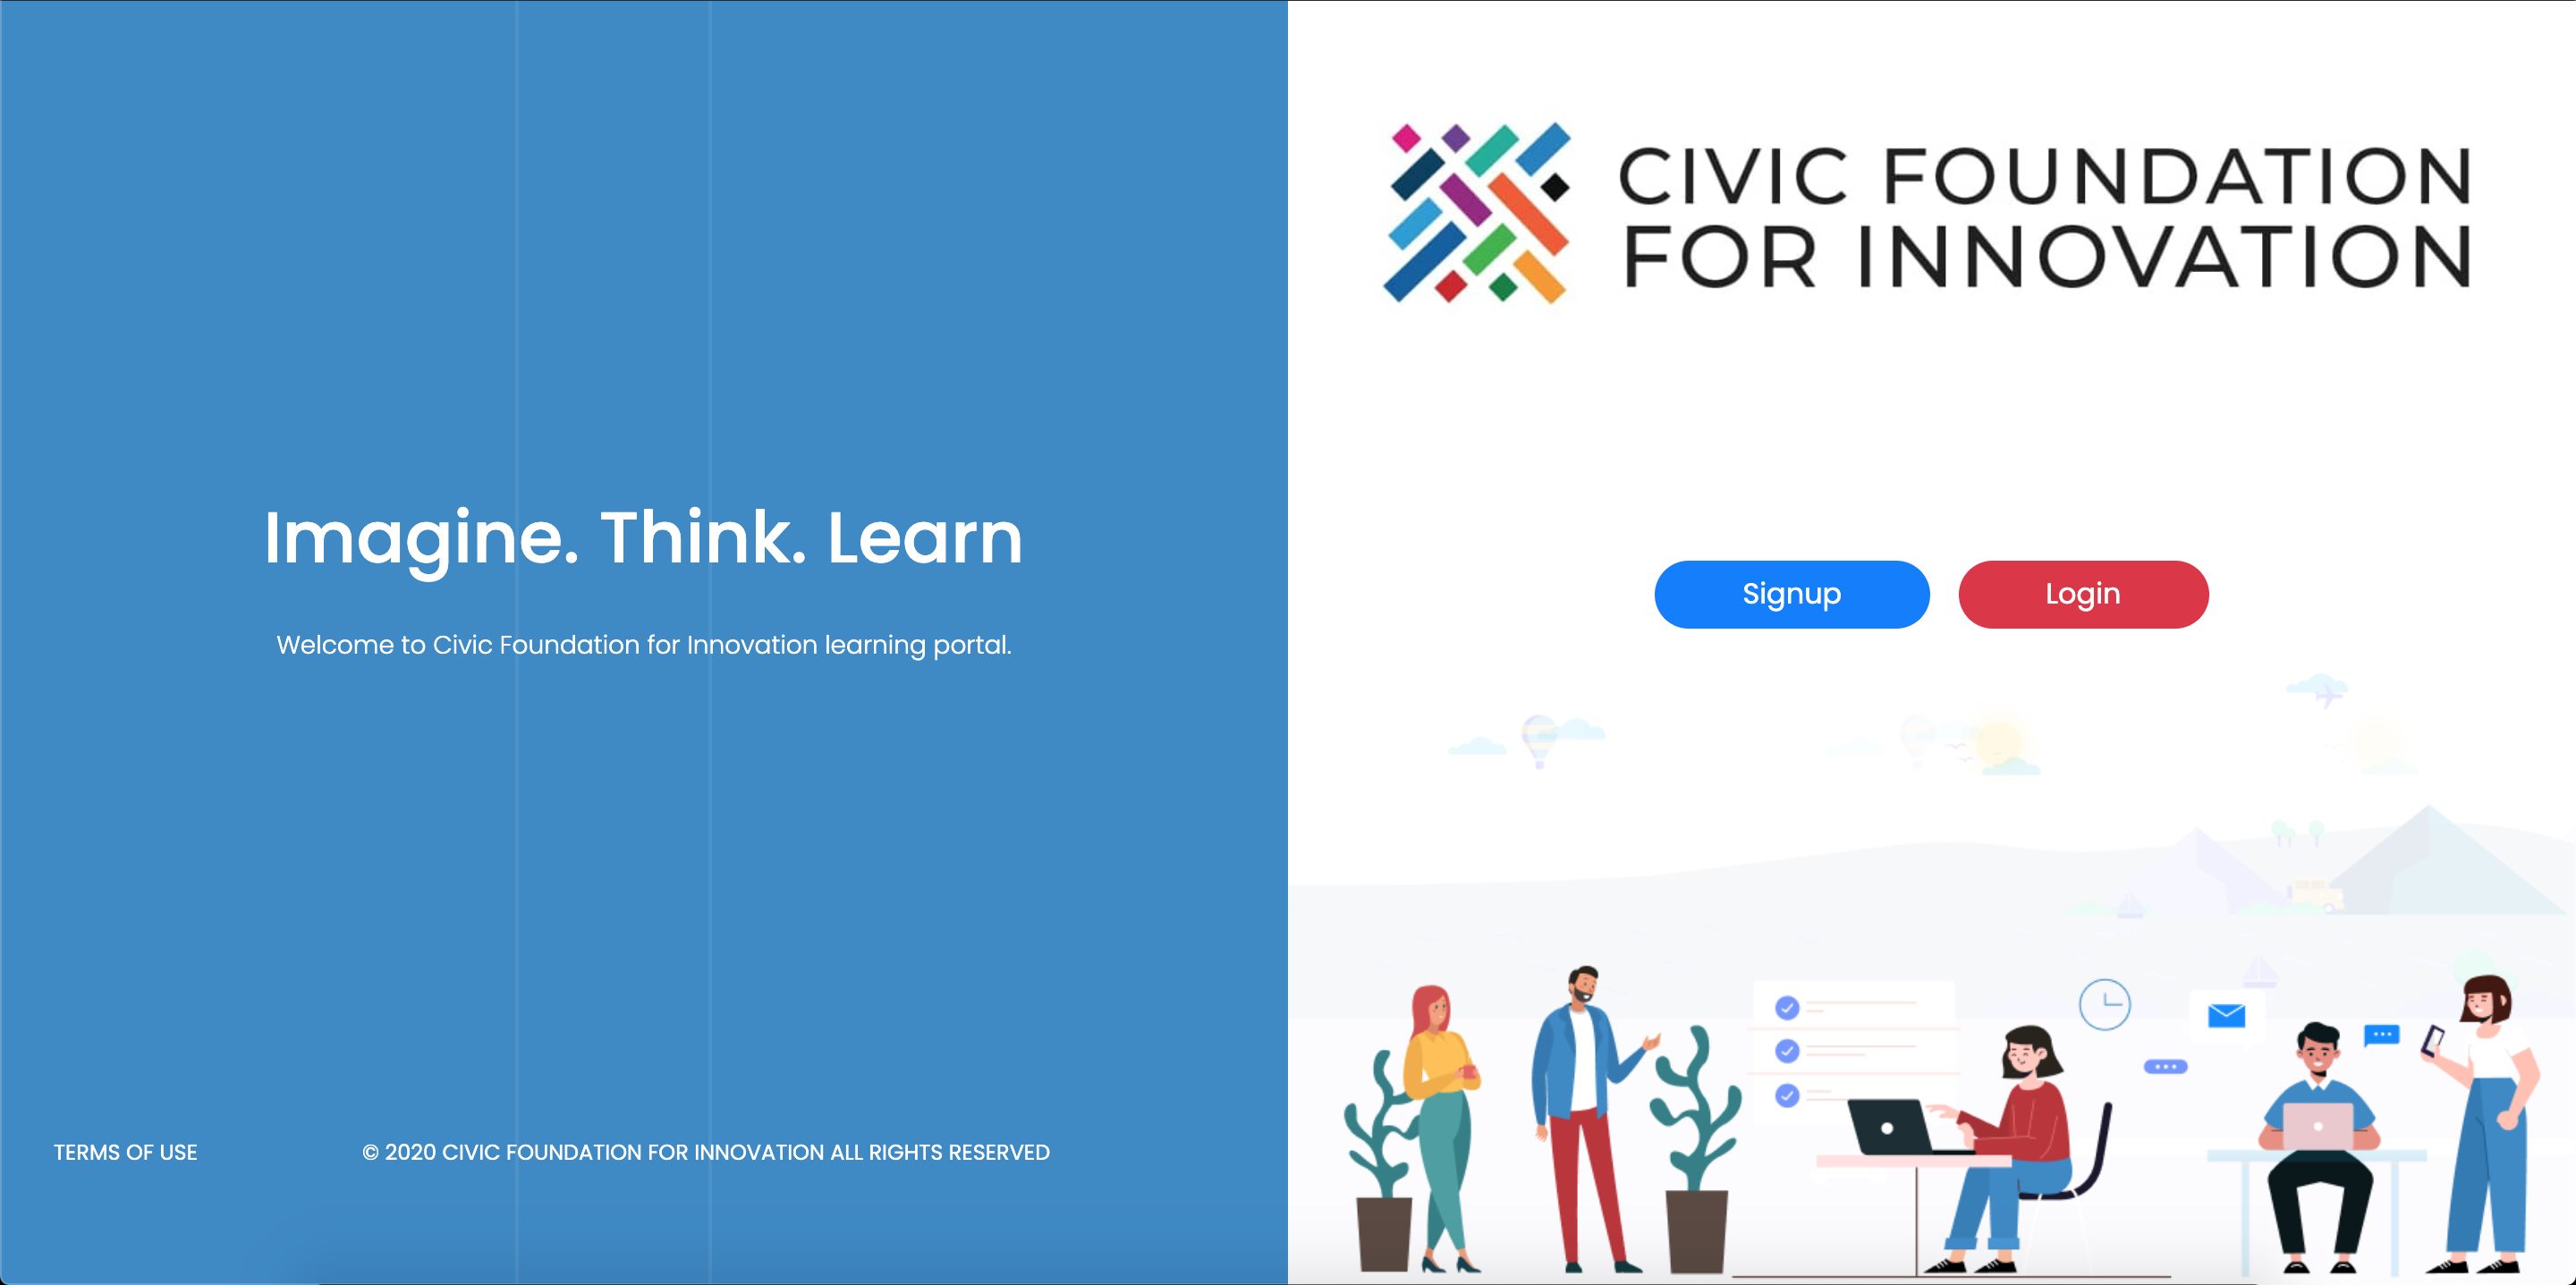 Imagine. Think. Learn
Welcome to Civic Foundation for Innovation learning portal.
TERMS OF USE
© 2020 CIVIC FOUNDATION FOR INNOVATION ALL RIGHTS RESERVED
CIVIC FOUNDATION
FOR INNOVATION
Signup
Login